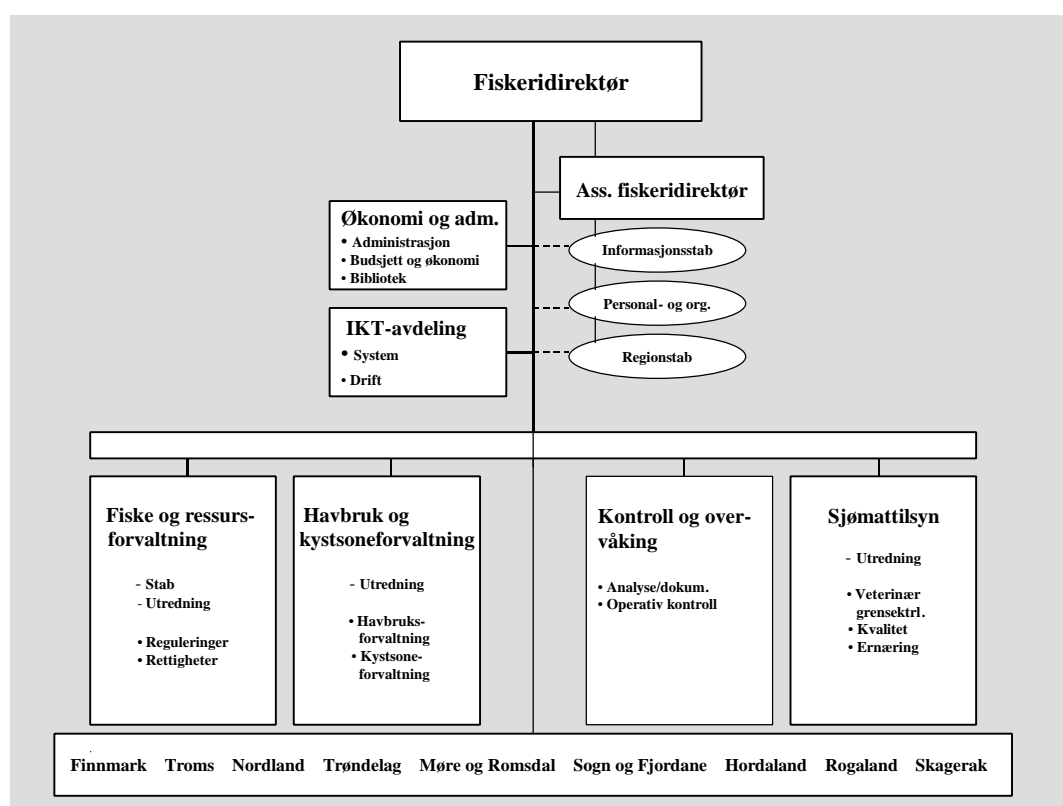 Fiskeridirektør
Ass. fiskeridirektør
Økonomi og adm.
• Administrasjon
• Budsjett og økonomi
• Bibliotek
Informasjonsstab
Personal- og org.
IKT-avdeling
• System
• Drift
Regionstab
Fiske og ressurs-
forvaltning
- Stab
- Utredning
• Reguleringer
• Rettigheter
Havbruk og
kystsoneforvaltning
- Utredning
• Havbruks-
forvaltning
• Kystsone-
forvaltning
Kontroll og over-
våking
• Analyse/dokum.
• Operativ kontroll
Sjømattilsyn
- Utredning
• Veterinær
grensektrl.
• Kvalitet
• Ernæring
Finnmark Troms Nordland Trøndelag Møre og Romsdal Sogn og Fjordane Hordaland Rogaland Skagerak